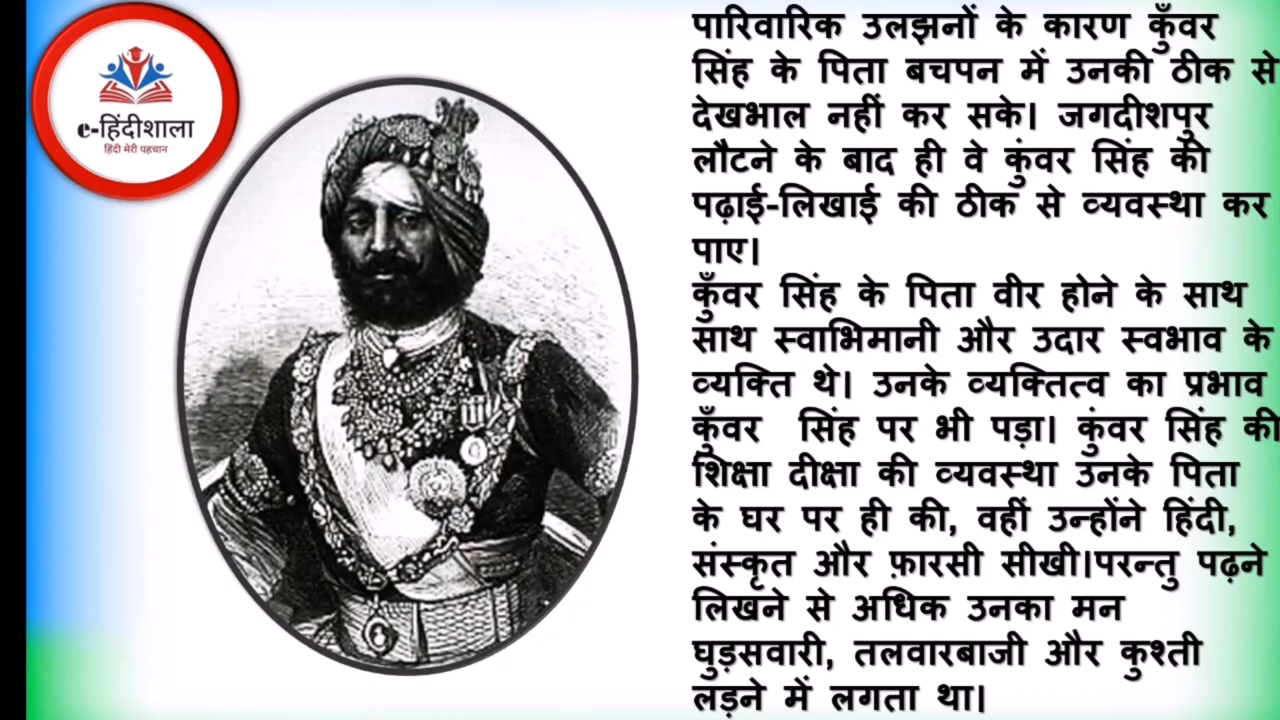 e-हिंदीशाला
हिंदी मेरी पहचान
पारिवारिक उलझनों के कारण कुँवर
सिंह के पिता बचपन में उनकी ठीक से
देखभाल नहीं कर सके। जगदीशपुर
लौटने के बाद ही वे कुंवर सिंह की
पढ़ाई-लिखाई की ठीक से व्यवस्था कर
पाए।
कुँवर सिंह के पिता वीर होने के साथ
साथ स्वाभिमानी और उदार स्वभाव के
व्यक्ति थे। उनके व्यक्तित्व का प्रभाव
कुँवर सिंह पर भी पड़ा। कुंवर सिंह की
शिक्षा दीक्षा की व्यवस्था उनके पिता
के घर पर ही की, वहीं उन्होंने हिंदी,
संस्कृत और फ़ारसी सीखी।परन्तु पढ़ने
लिखने से अधिक उनका मन
घुड़सवारी, तलवारबाजी और कुश्ती
लड़ने में लगता था।